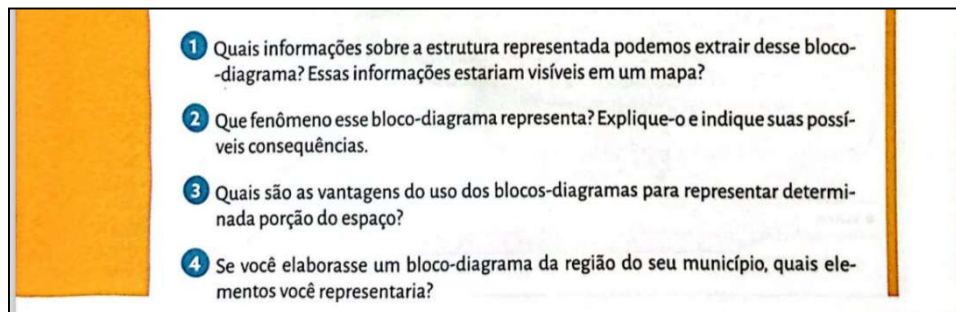 1 Quais informações sobre a estrutura representada podemos extrair desse bloco-
-diagrama? Essas informações estariam visíveis em um mapa?
2 Que fenômeno esse bloco-diagrama representa? Explique-o e indique suas possí-
veis consequências.
3 Quais são as vantagens do uso dos blocos-diagramas para representar determi-
nada porção do espaço?
4 Se você elaborasse um bloco-diagrama da região do seu município, quais ele-
mentos você representaria?